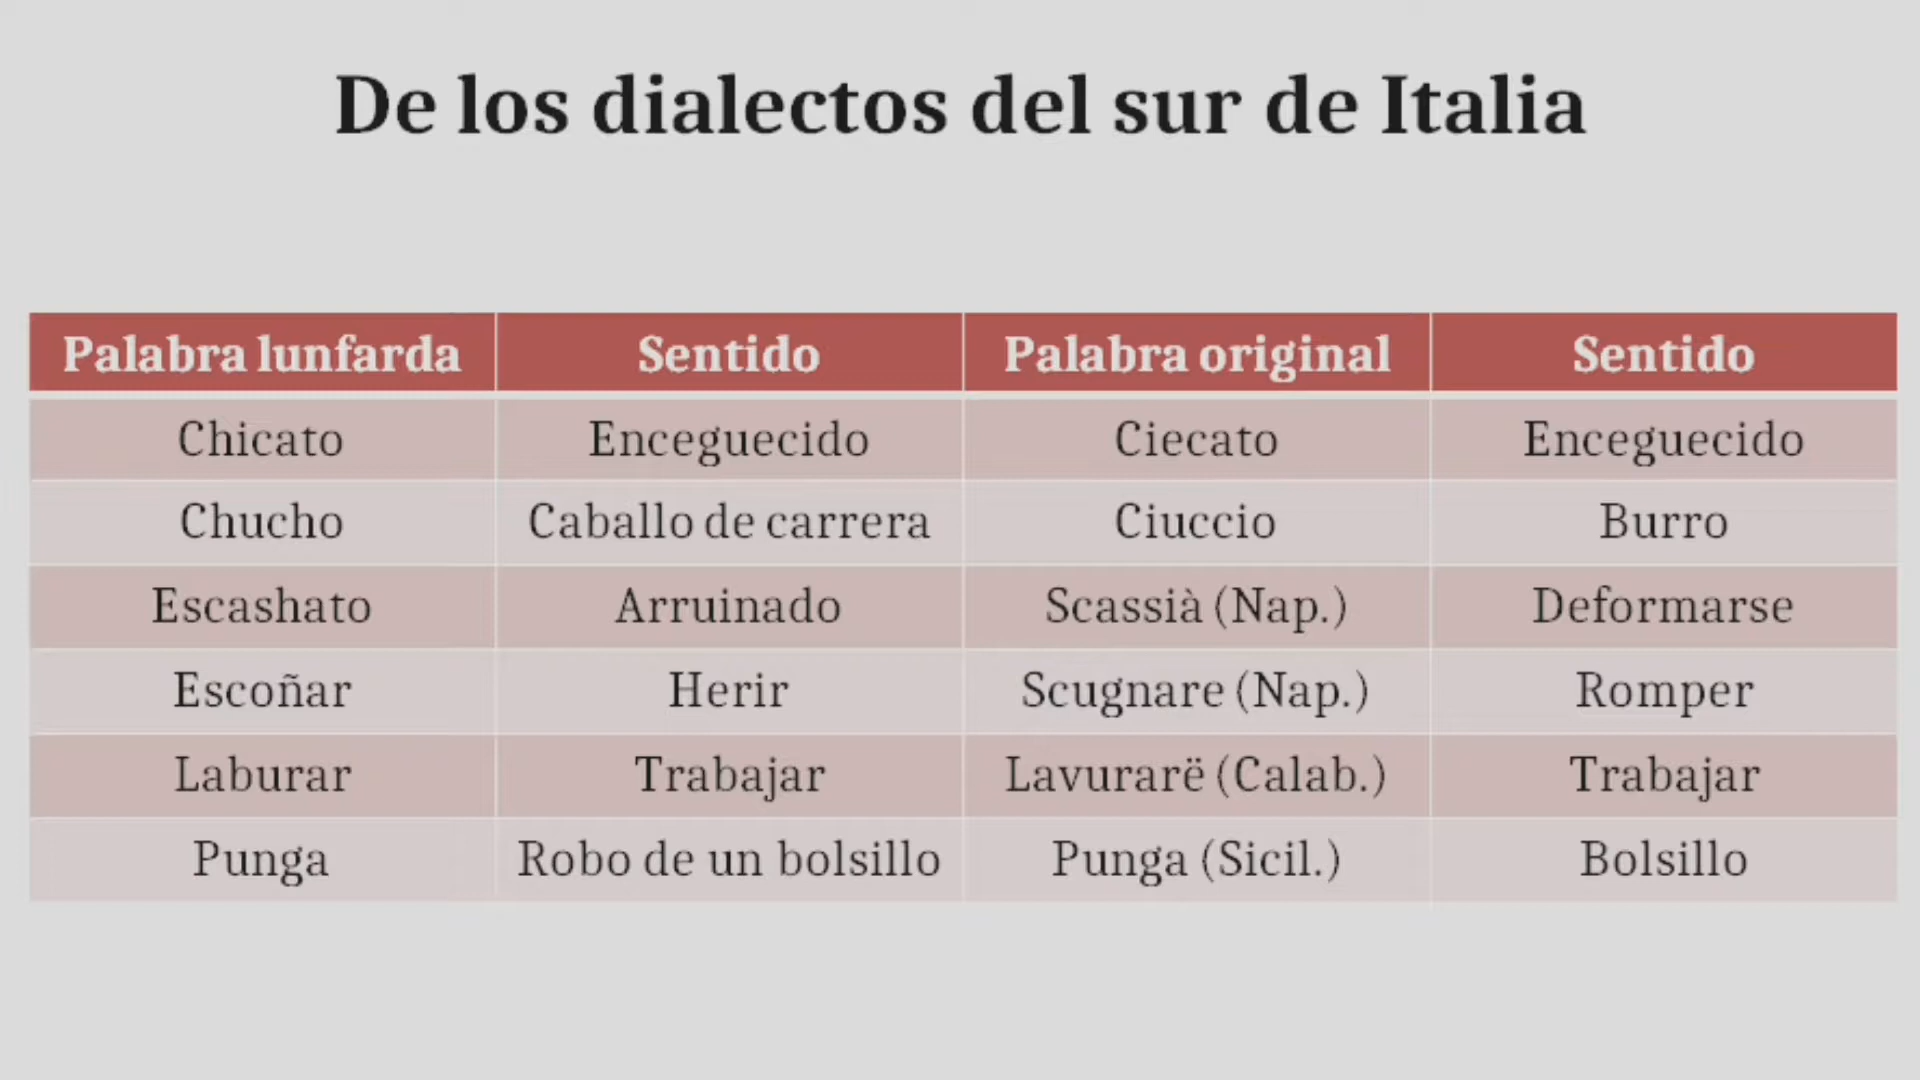 De los dialectos del sur de Italia
Palabra lunfarda Sentido Palabra original Sentido
Chicato Enceguecido Ciecato Enceguecido
Chucho Caballo de carrera Ciuccio Burro
Escashato Arruinado Scassià (Nap.) Deformarse
Escoñar Herir Scugnare (Nap.) Romper
Laburar Trabajar Lavurarë (Calab.) Trabajar
Punga Robo de un bolsillo Punga (Sicil.) Bolsillo